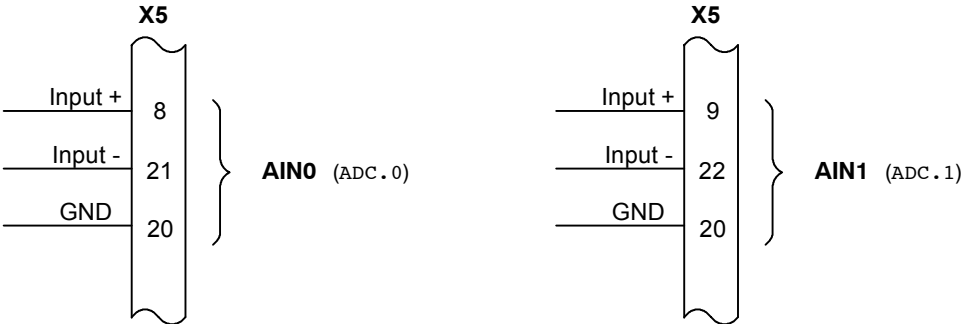 X5
Input + 8
Input - 21
GND 20
AIN0 (ADC.0)
X5
Input + 9
Input - 22
GND 20
AIN1 (ADC.1)